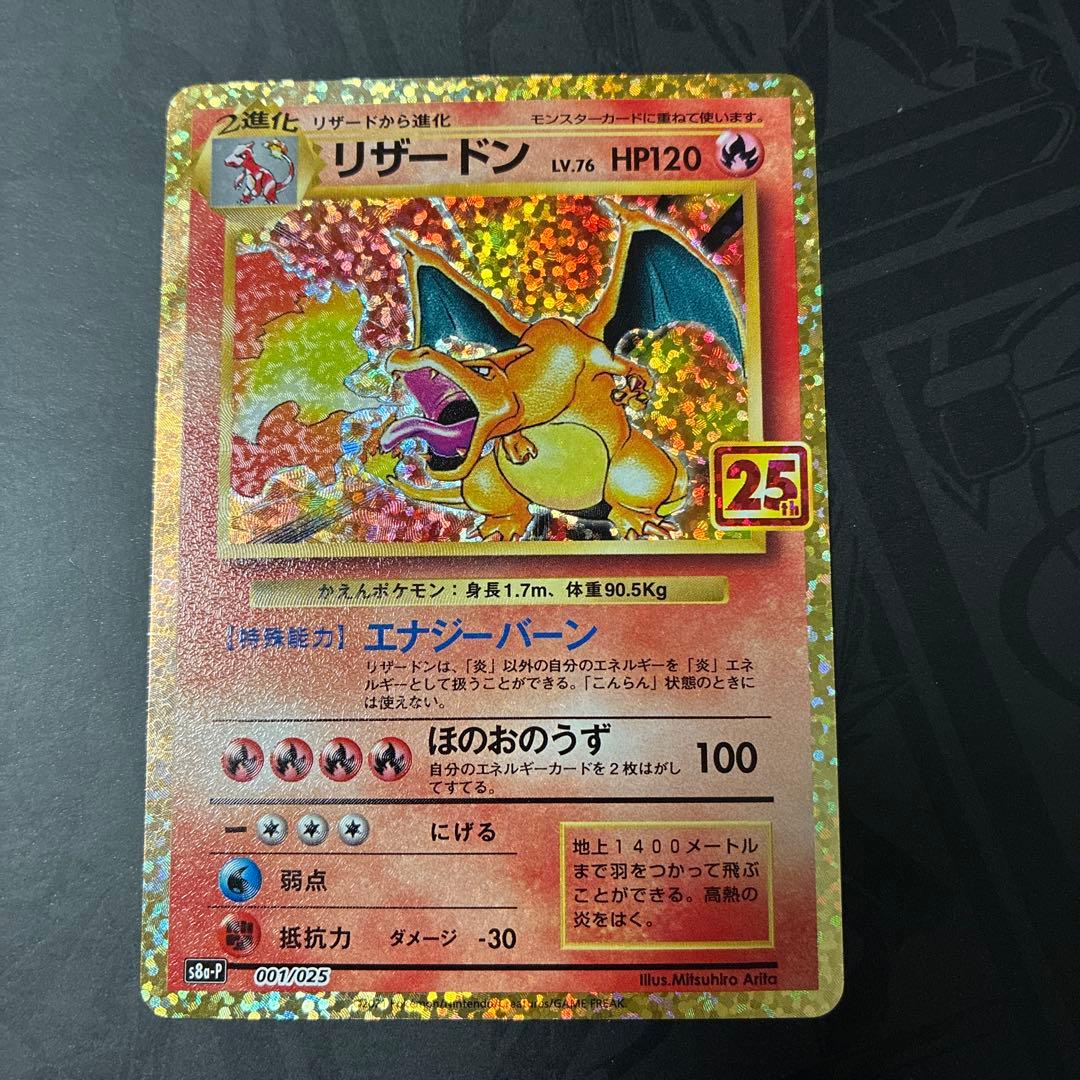 2進化 リザードから進化 モンスターカードに重ねて使います。
リザードン LV.76 HP120
25th
かえんポケモン：身長1.7m、体重90.5Kg
【特殊能力】エナジーバーン
リザードンは、「炎」以外の自分のエネルギーを「炎」エネ
ルギーとして扱うことができる。「こんらん」状態のときに
は使えない。
ほのおのうず 100
自分のエネルギーカードを2枚はがし
てすてる。
ー にげる
弱点
抵抗力 ダメージ -30
地上1400メートル
まで羽をつかって飛ぶ
ことができる。高熱の
炎をはく。
s8a-P 001/025
Illus.Mitsuhiro Arita
Pokémon/Nintendo/Creatures/GAME FREAK.